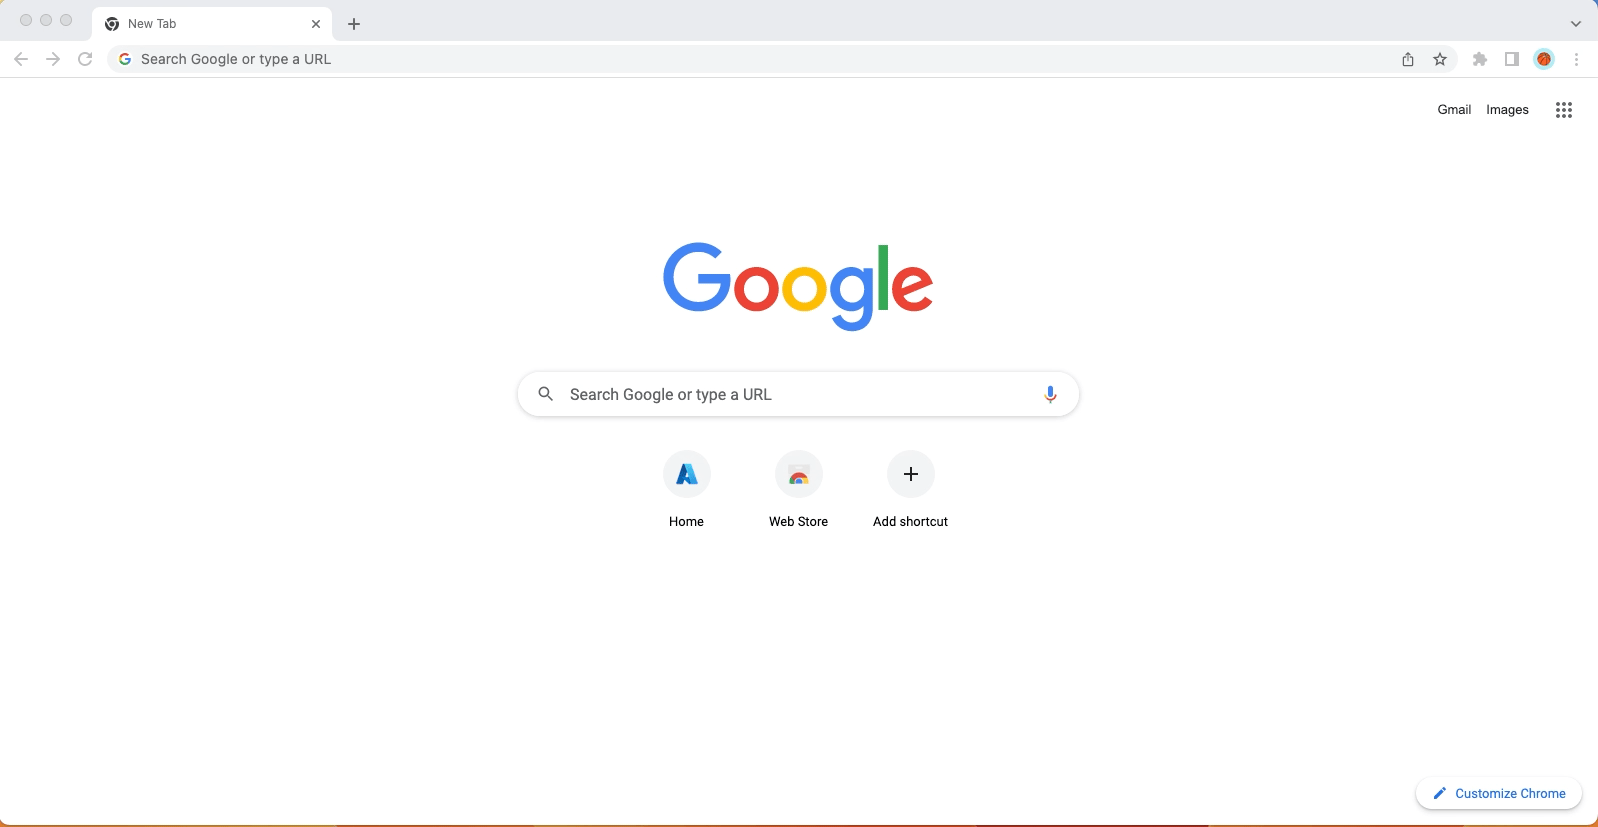 New Tab
Search Google or type a URL
Gmail Images
Google
Search Google or type a URL
Home Web Store Add shortcut
Customize Chrome